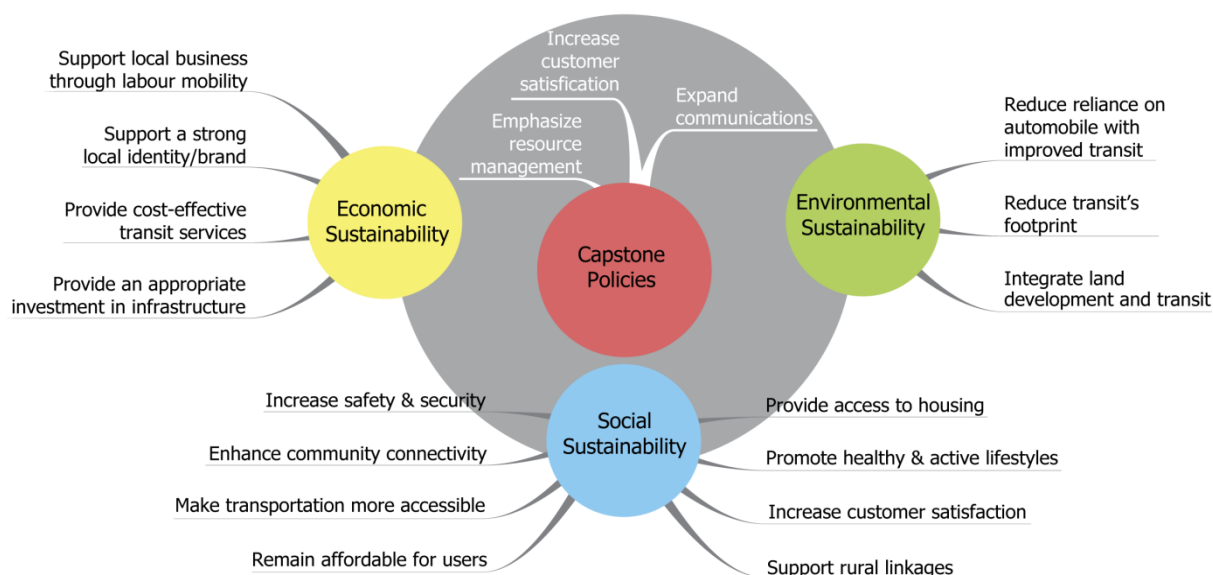 Support local business
through labour mobility
Support a strong
local identity/brand
Provide cost-effective
transit services
Provide an appropriate
investment in infrastructure
Economic
Sustainability
Increase
customer
satisfication
Emphasize
resource
management
Expand
communications
Capstone
Policies
Environmental
Sustainability
Reduce reliance on
automobile with
improved transit
Reduce transit's
footprint
Integrate land
development and transit
Social
Sustainability
Increase safety & security
Enhance community connectivity
Make transportation more accessible
Remain affordable for users
Provide access to housing
Promote healthy & active lifestyles
Increase customer satisfaction
Support rural linkages